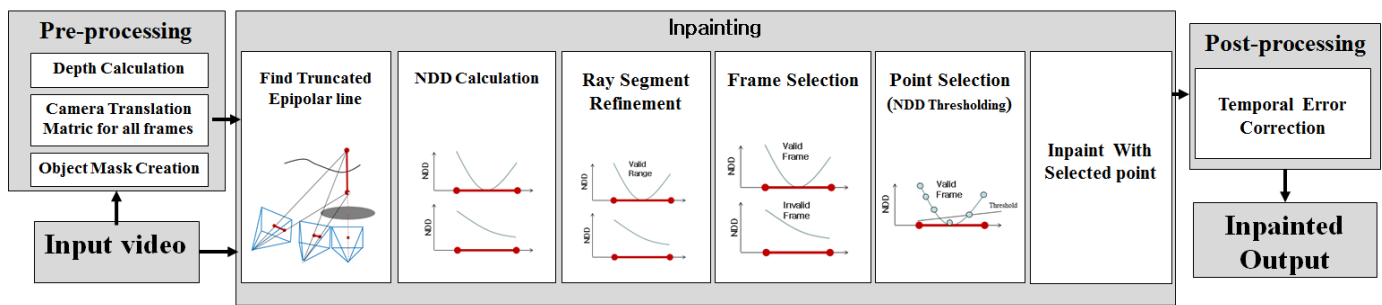 Pre-processing
Depth Calculation
Camera Translation
Matric for all frames
Object Mask Creation
Input video
Inpainting
Find Truncated
Epipolar line
NDD Calculation
NDD
NDD
Ray Segment
Refinement
Valid
Range
NDD
NDD
Frame Selection
Valid
Frame
NDD
Invalid
Frame
NDD
Point Selection
(NDD Thresholding)
Valid
Frame
Threshold
NDD
Inpaint With
Selected point
Post-processing
Temporal Error
Correction
Inpainted
Output